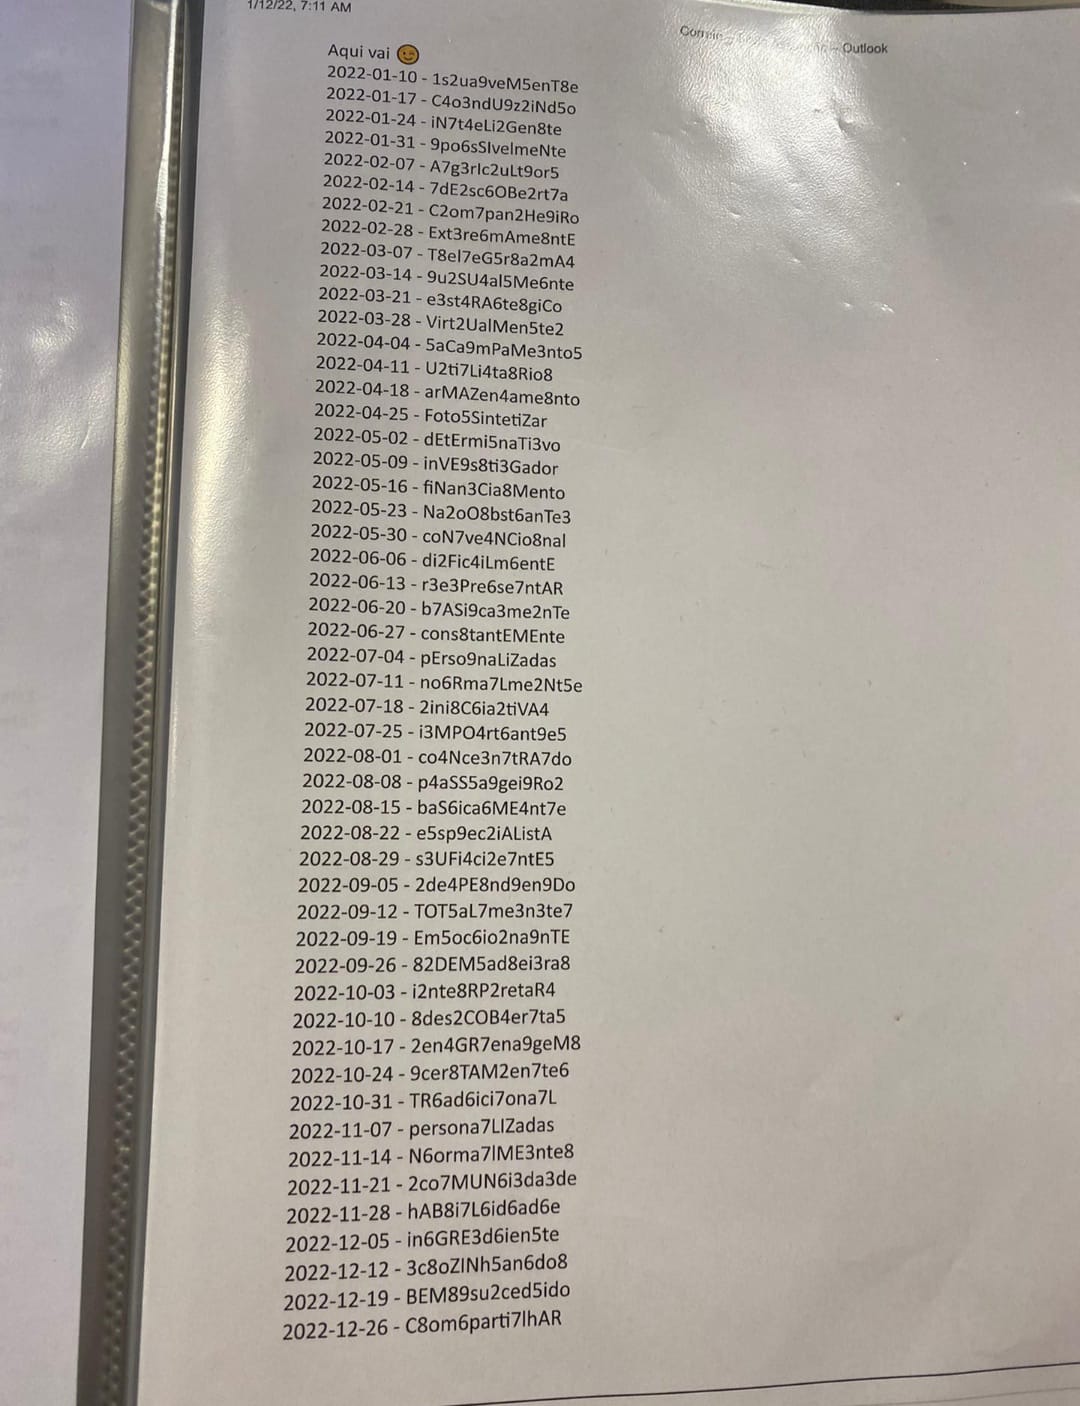 1/12/22, 7:11 AM
Outlook
Aqui vai 😉
2022-01-10 - 1s2ua9veM5enT8e
2022-01-17 - C4o3ndU9z2iNd5o
2022-01-24 - iN7t4eLi2Gen8te
2022-01-31 - 9po6sSIvelmeNte
2022-02-07 - A7g3rIc2uLt9or5
2022-02-14 - 7dE2sc6OBe2rt7a
2022-02-21 - C2om7pan2He9iRo
2022-02-28 - Ext3re6mAme8ntE
2022-03-07 - T8el7eG5r8a2mA4
2022-03-14 - 9u2SU4al5Me6nte
2022-03-21 - e3st4RA6te8giCo
2022-03-28 - Virt2UalMen5te2
2022-04-04 - 5aCa9mPaMe3nto5
2022-04-11 - U2ti7Li4ta8Rio8
2022-04-18 - arMAZen4ame8nto
2022-04-25 - Foto5SintetiZar
2022-05-02 - dEtErmi5naTi3vo
2022-05-09 - inVE9s8ti3Gador
2022-05-16 - fiNan3Cia8Mento
2022-05-23 - Na2oO8bst6anTe3
2022-05-30 - coN7ve4NCio8nal
2022-06-06 - di2Fic4iLm6entE
2022-06-13 - r3e3Pre6se7ntAR
2022-06-20 - b7ASi9ca3me2nTe
2022-06-27 - cons8tantEMEnte
2022-07-04 - pErso9naLiZadas
2022-07-11 - no6Rma7Lme2Nt5e
2022-07-18 - 2ini8C6ia2tiVA4
2022-07-25 - i3MPO4rt6ant9e5
2022-08-01 - co4Nce3n7tRA7do
2022-08-08 - p4aSS5a9gei9Ro2
2022-08-15 - baS6ica6ME4nt7e
2022-08-22 - e5sp9ec2iAListA
2022-08-29 - s3UFi4ci2e7ntE5
2022-09-05 - 2de4PE8nd9en9Do
2022-09-12 - TOT5aL7me3n3te7
2022-09-19 - Em5oc6io2na9nTE
2022-09-26 - 82DEM5ad8ei3ra8
2022-10-03 - i2nte8RP2retaR4
2022-10-10 - 8des2COB4er7ta5
2022-10-17 - 2en4GR7ena9geM8
2022-10-24 - 9cer8TAM2en7te6
2022-10-31 - TR6ad6ici7ona7L
2022-11-07 - persona7LIZadas
2022-11-14 - N6orma7lME3nte8
2022-11-21 - 2co7MUN6i3da3de
2022-11-28 - hAB8i7L6id6ad6e
2022-12-05 - in6GRE3d6ien5te
2022-12-12 - 3c8oZINh5an6do8
2022-12-19 - BEM89su2ced5ido
2022-12-26 - C8om6parti7lhAR